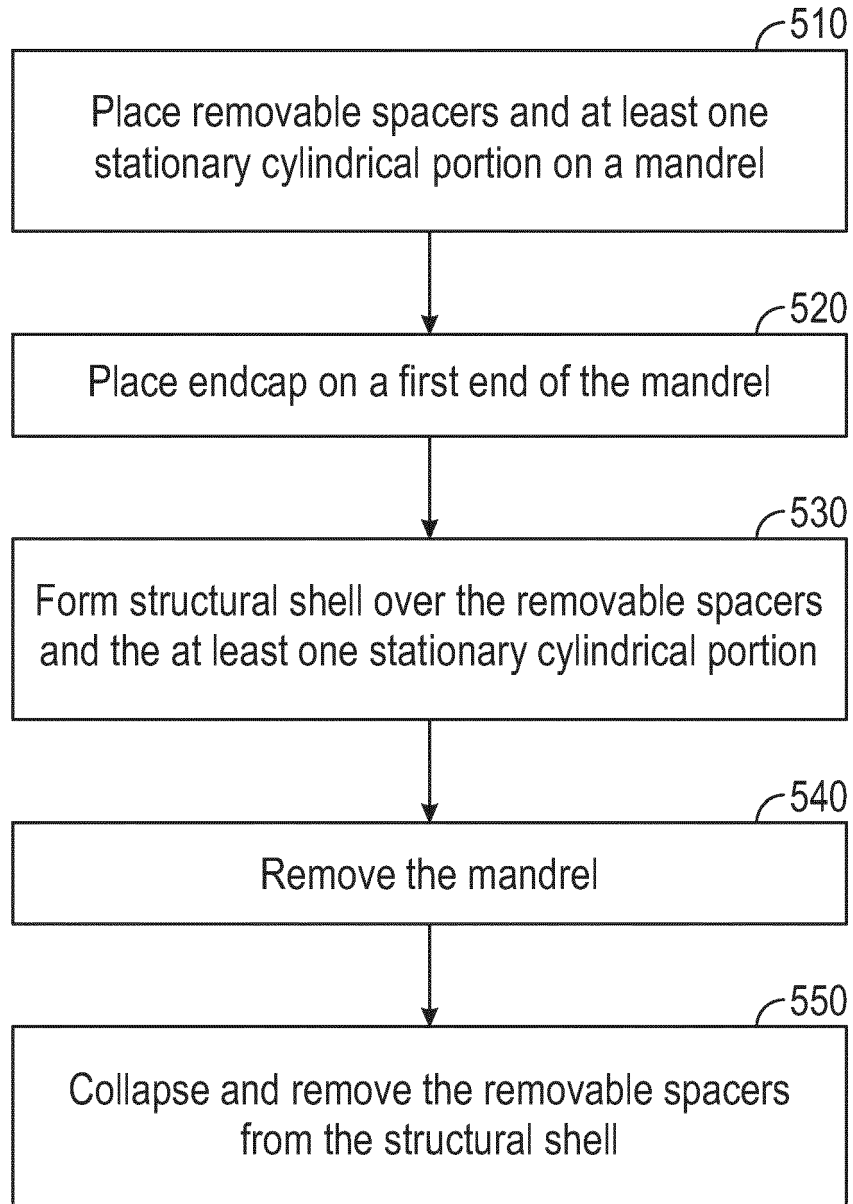 510
Place removable spacers and at least one
stationary cylindrical portion on a mandrel
520
Place endcap on a first end of the mandrel
530
Form structural shell over the removable spacers
and the at least one stationary cylindrical portion
540
Remove the mandrel
550
Collapse and remove the removable spacers
from the structural shell